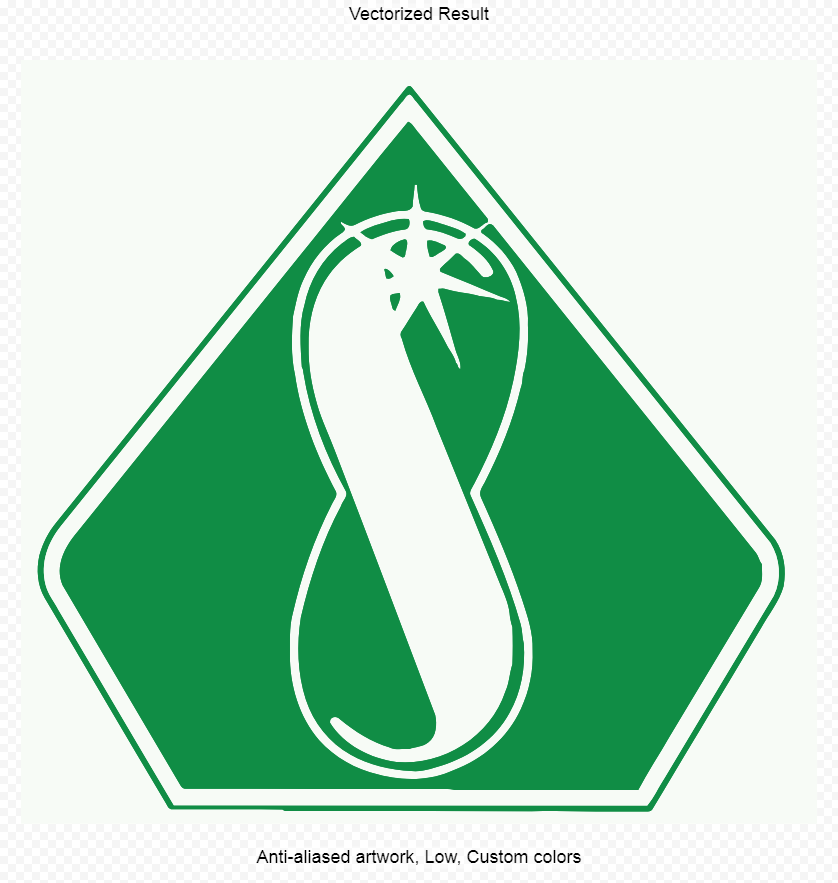 Vectorized Result
Anti-aliased artwork, Low, Custom colors